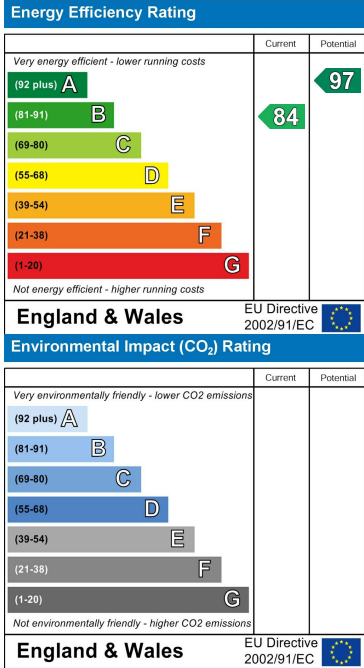 Energy Efficiency Rating
Current Potential
Very energy efficient - lower running costs
(92 plus) A
97
(81-91) B
84
(69-80) C
(55-68) D
(39-54) E
(21-38) F
(1-20) G
Not energy efficient - higher running costs
England & Wales
EU Directive
2002/91/EC
Environmental Impact (CO₂) Rating
Current Potential
Very environmentally friendly - lower CO2 emissions
(92 plus) A
(81-91) B
(69-80) C
(55-68) D
(39-54) E
(21-38) F
(1-20) G
Not environmentally friendly - higher CO2 emissions
England & Wales
EU Directive
2002/91/EC